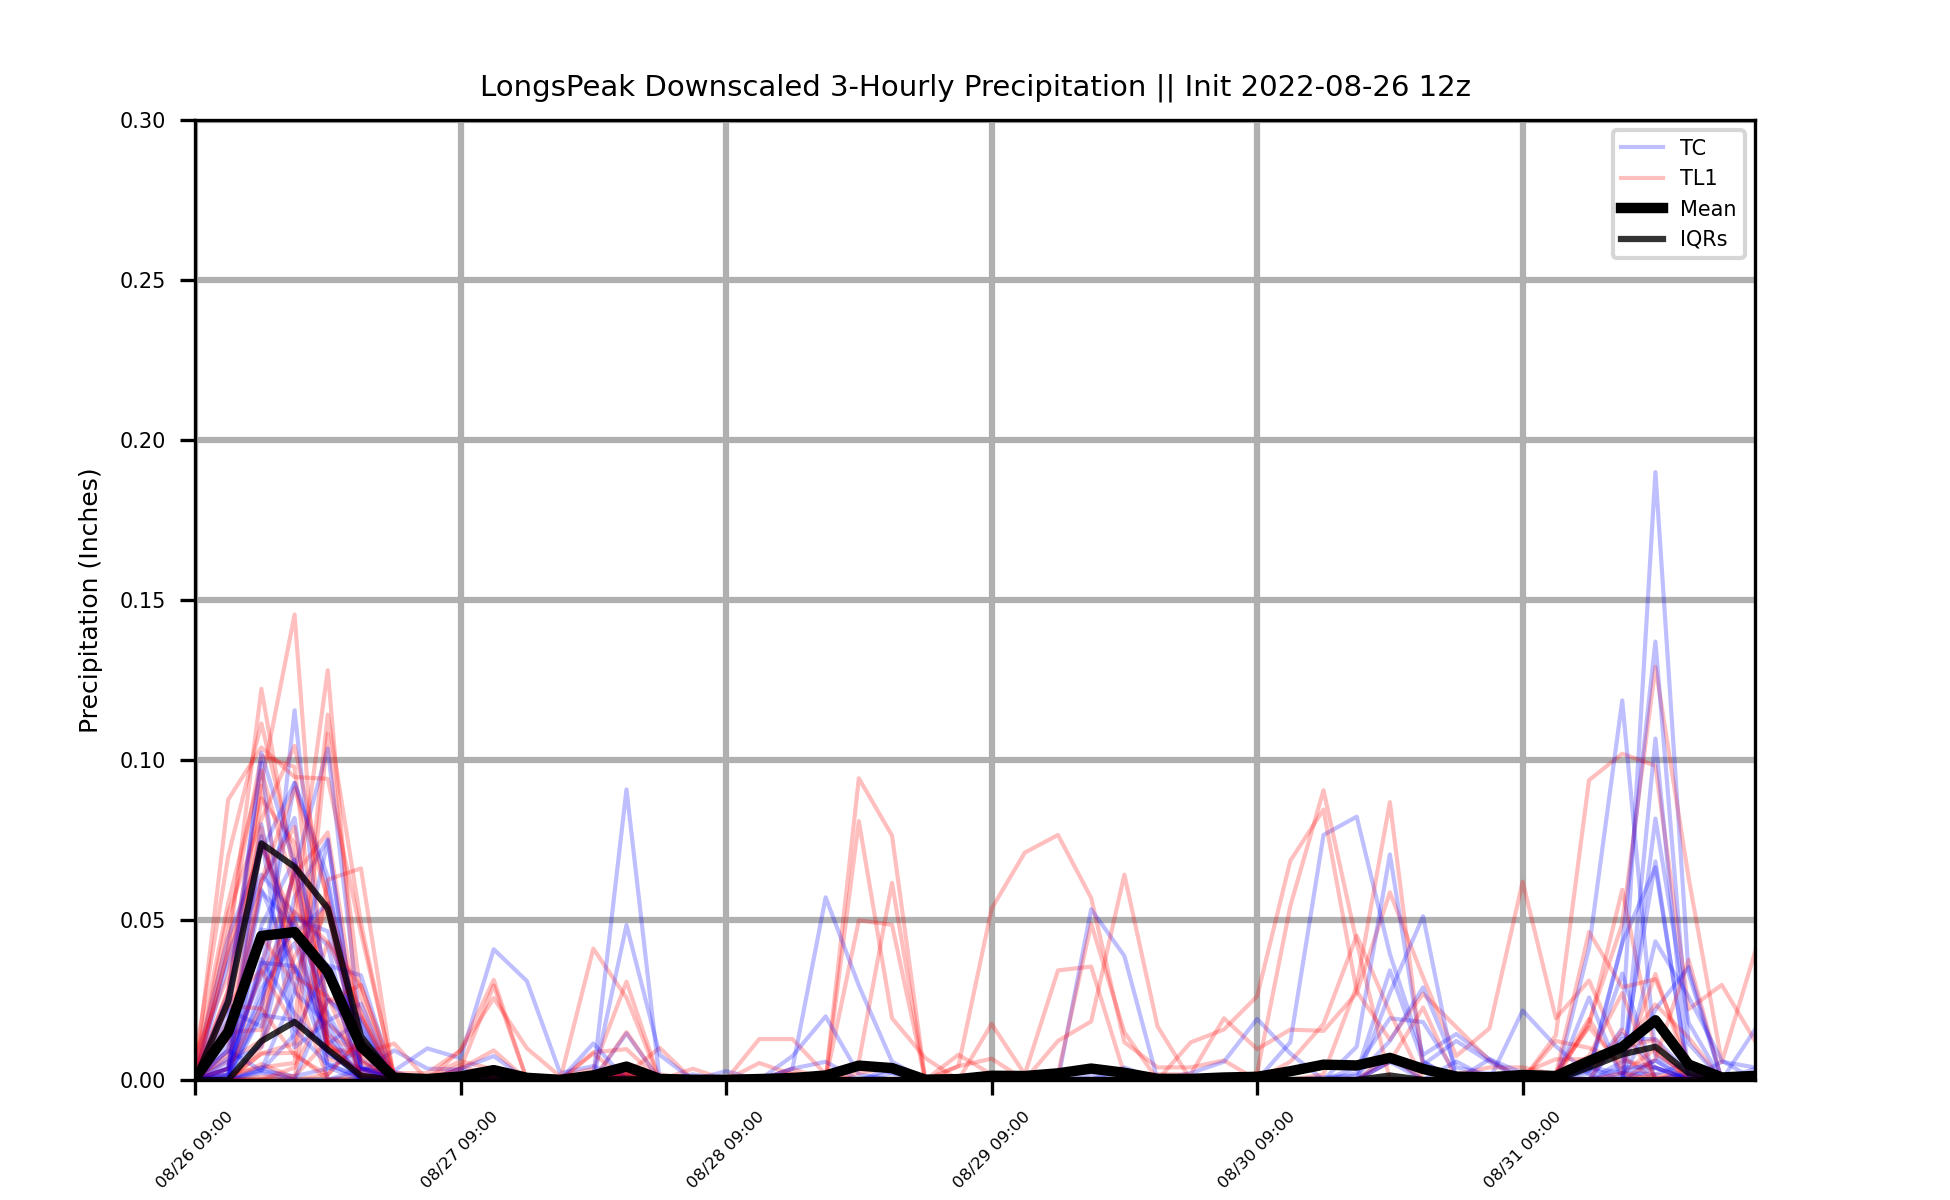 LongsPeak Downscaled 3-Hourly Precipitation || Init 2022-08-26 12z
Precipitation (Inches)
0.30
0.25
0.20
0.15
0.10
0.05
0.00
TC
TL1
Mean
IQRs
08/26 09:00
08/27 09:00
08/28 09:00
08/29 09:00
08/30 09:00
08/31 09:00